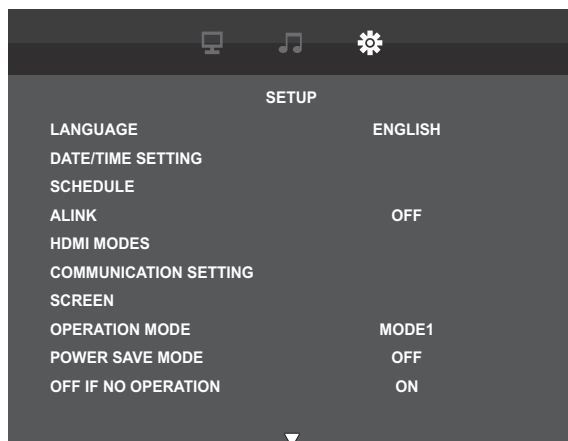 SETUP
LANGUAGE ENGLISH
DATE/TIME SETTING
SCHEDULE
ALINK OFF
HDMI MODES
COMMUNICATION SETTING
SCREEN
OPERATION MODE MODE1
POWER SAVE MODE OFF
OFF IF NO OPERATION ON